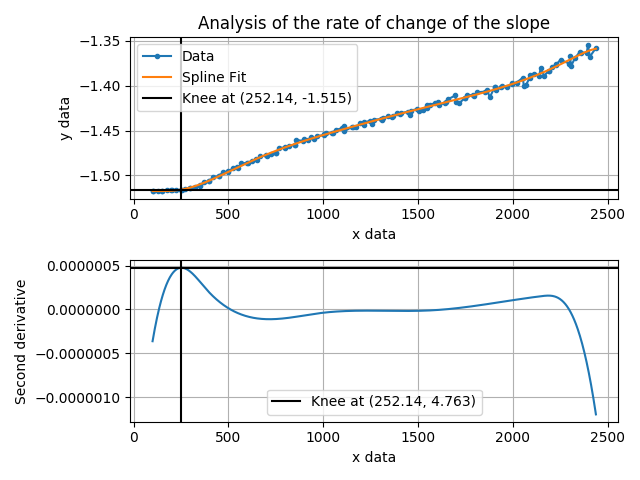 Analysis of the rate of change of the slope
−1.35
−1.40
−1.45
−1.50
y data
Data
Spline Fit
Knee at (252.14, -1.515)
0
500
1000
1500
2000
2500
x data
0.0000005
0.0000000
−0.0000005
−0.0000010
Second derivative
Knee at (252.14, 4.763)
0
500
1000
1500
2000
2500
x data